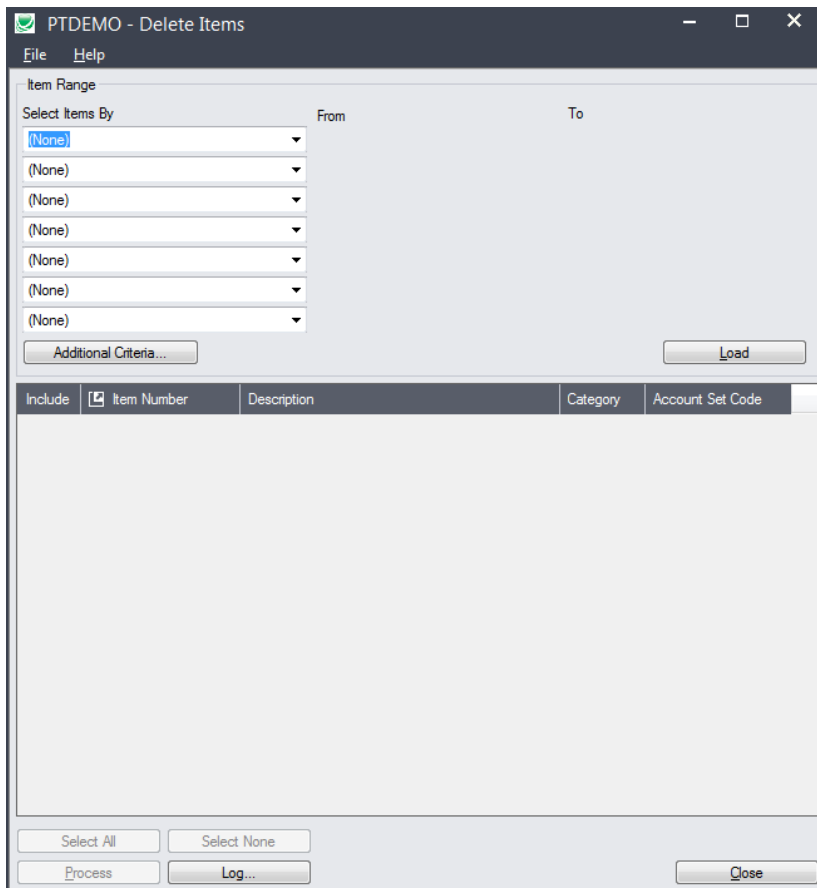 PTDEMO - Delete Items
File Help
Item Range
Select Items By From To
(None)
(None)
(None)
(None)
(None)
(None)
(None)
Additional Criteria... Load
Include Item Number Description Category Account Set Code
Select All Select None
Process Log... Close